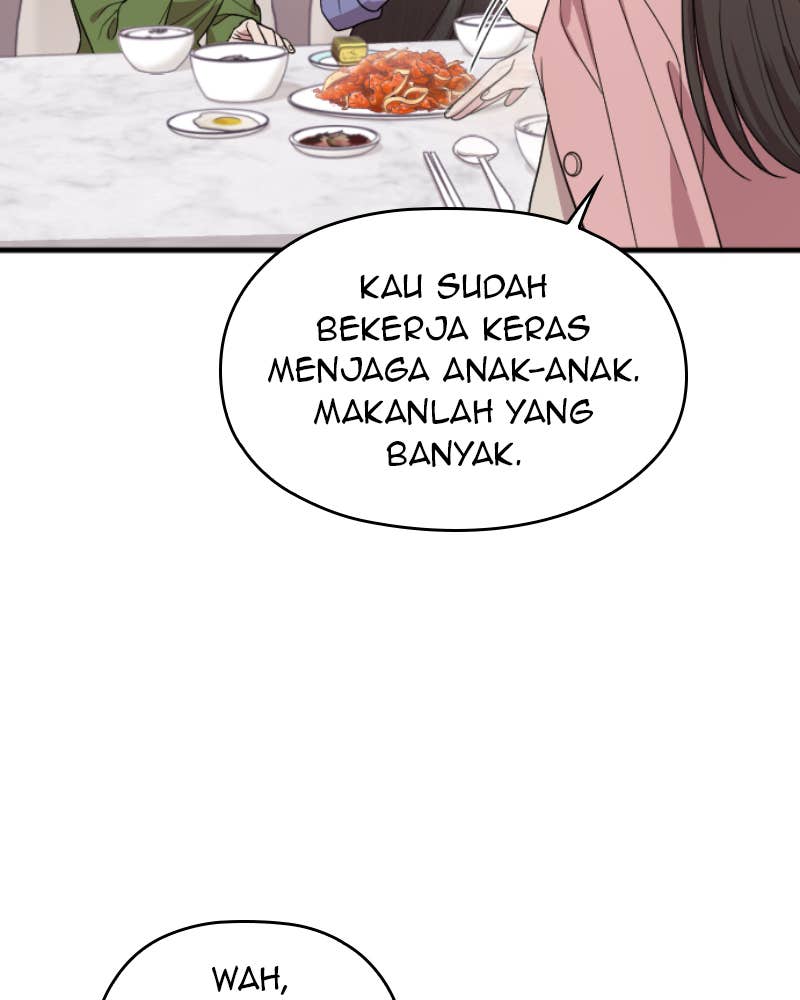 KAU SUDAH
BEKERJA KERAS
MENJAGA ANAK-ANAK.
MAKANLAH YANG
BANYAK.
WAH,